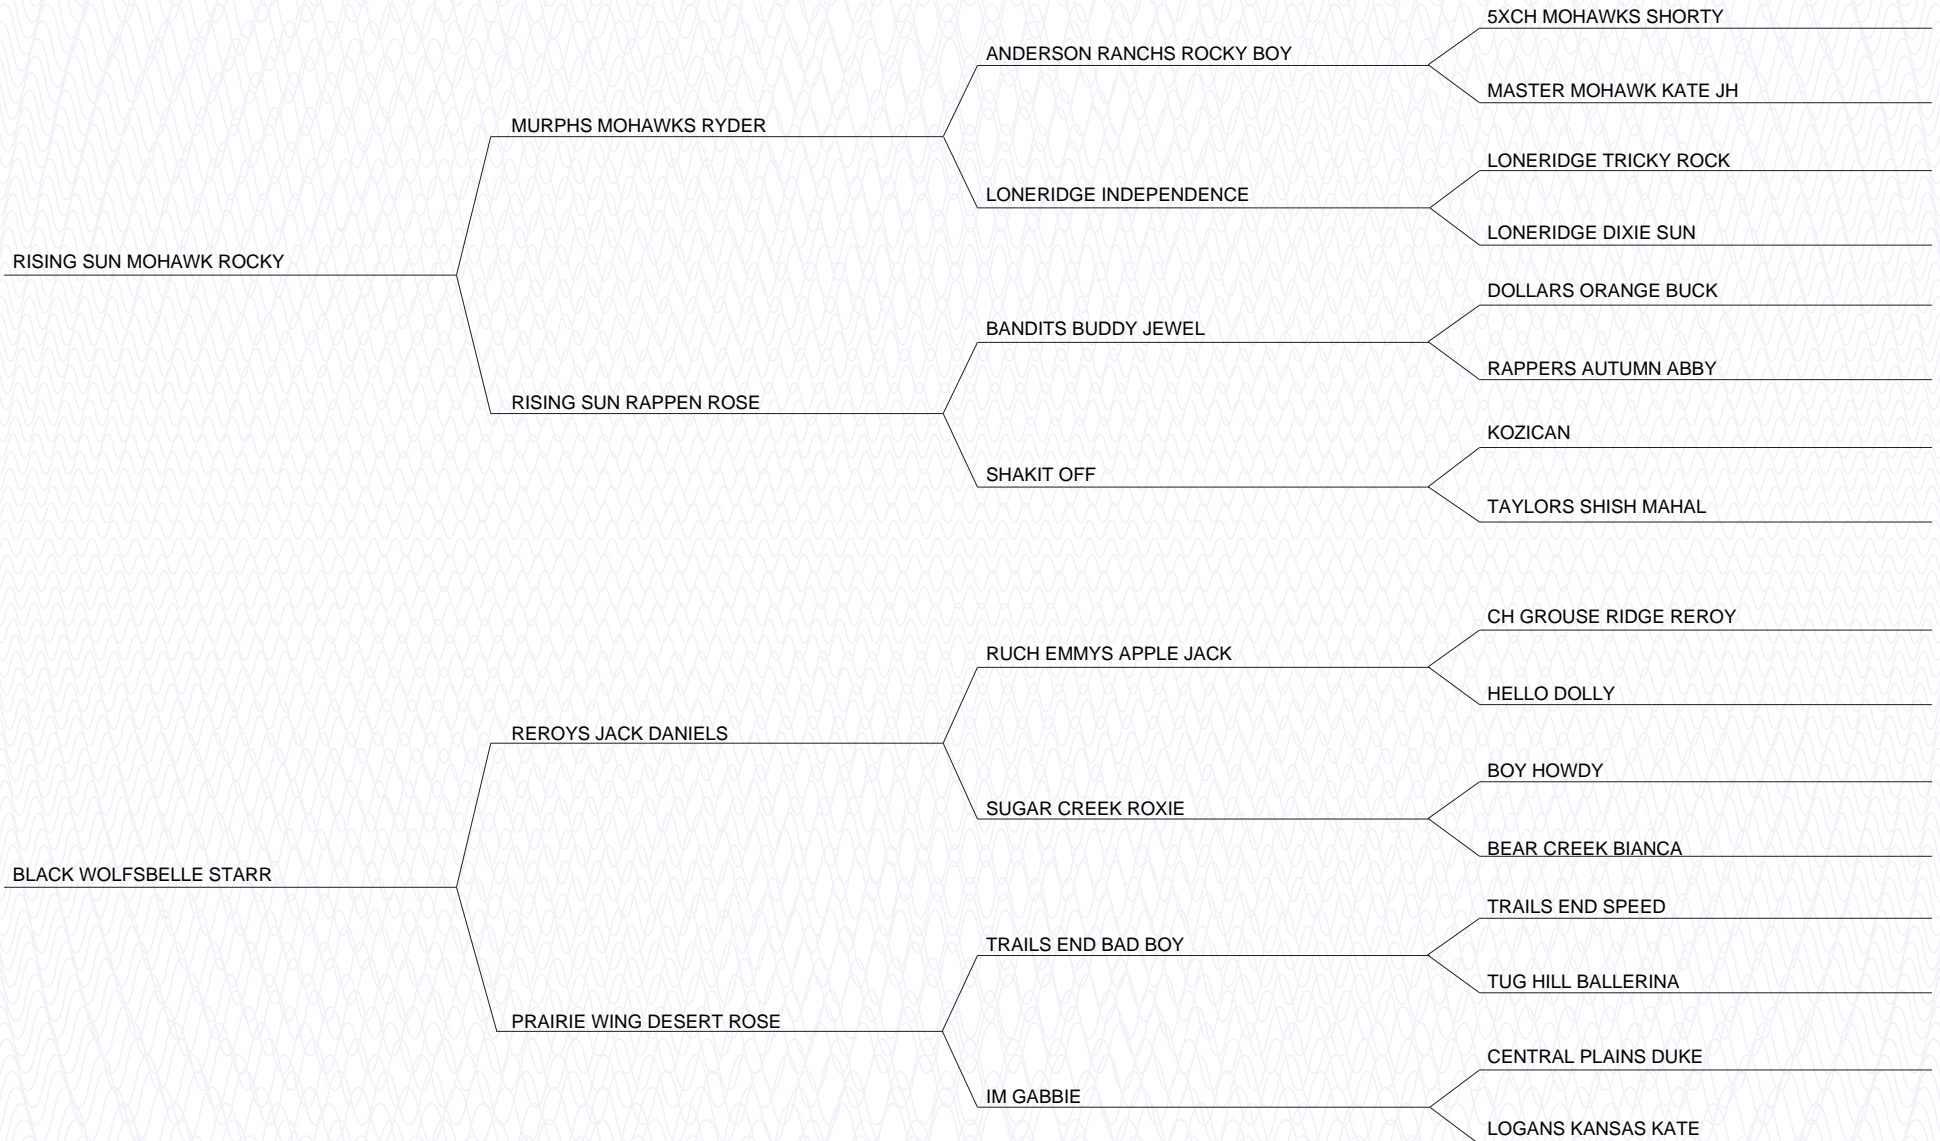 5XCH MOHAWKS SHORTY
ANDERSON RANCHS ROCKY BOY
MASTER MOHAWK KATE JH
MURPHS MOHAWKS RYDER
LONERIDGE TRICKY ROCK
LONERIDGE INDEPENDENCE
LONERIDGE DIXIE SUN
RISING SUN MOHAWK ROCKY
DOLLARS ORANGE BUCK
BANDITS BUDDY JEWEL
RAPPERS AUTUMN ABBY
RISING SUN RAPPEN ROSE
KOZICAN
SHAKIT OFF
TAYLORS SHISH MAHAL
CH GROUSE RIDGE REROY
RUCH EMMYS APPLE JACK
HELLO DOLLY
REROYS JACK DANIELS
BOY HOWDY
SUGAR CREEK ROXIE
BEAR CREEK BIANCA
BLACK WOLFSBELLE STARR
TRAILS END SPEED
TRAILS END BAD BOY
TUG HILL BALLERINA
PRAIRIE WING DESERT ROSE
CENTRAL PLAINS DUKE
IM GABBIE
LOGANS KANSAS KATE